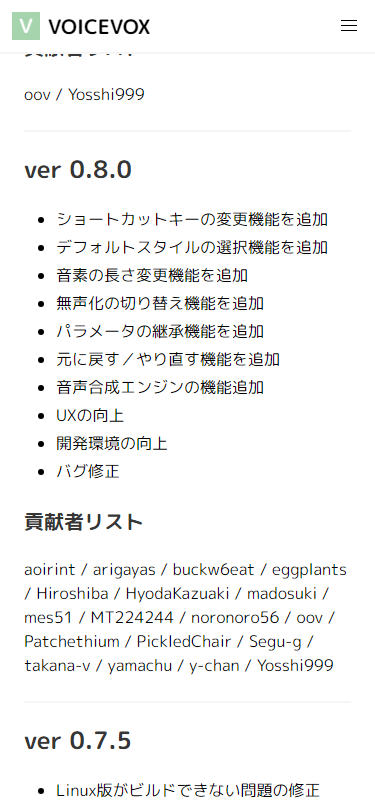 V VOICEVOX
貢献者リスト
oov / Yosshi999
ver 0.8.0
ショートカットキーの変更機能を追加
デフォルトスタイルの選択機能を追加
音素の長さ変更機能を追加
無声化の切り替え機能を追加
パラメータの継承機能を追加
元に戻す／やり直す機能を追加
音声合成エンジンの機能追加
UXの向上
開発環境の向上
バグ修正
貢献者リスト
aoirint / arigayas / buckw6eat / eggplants
/ Hiroshiba / HyodaKazuaki / madosuki /
mes51 / MT224244 / noronoro56 / oov /
Patchethium / PickledChair / Segu-g /
takana-v / yamachu / y-chan / Yosshi999
ver 0.7.5
Linux版がビルドできない問題の修正